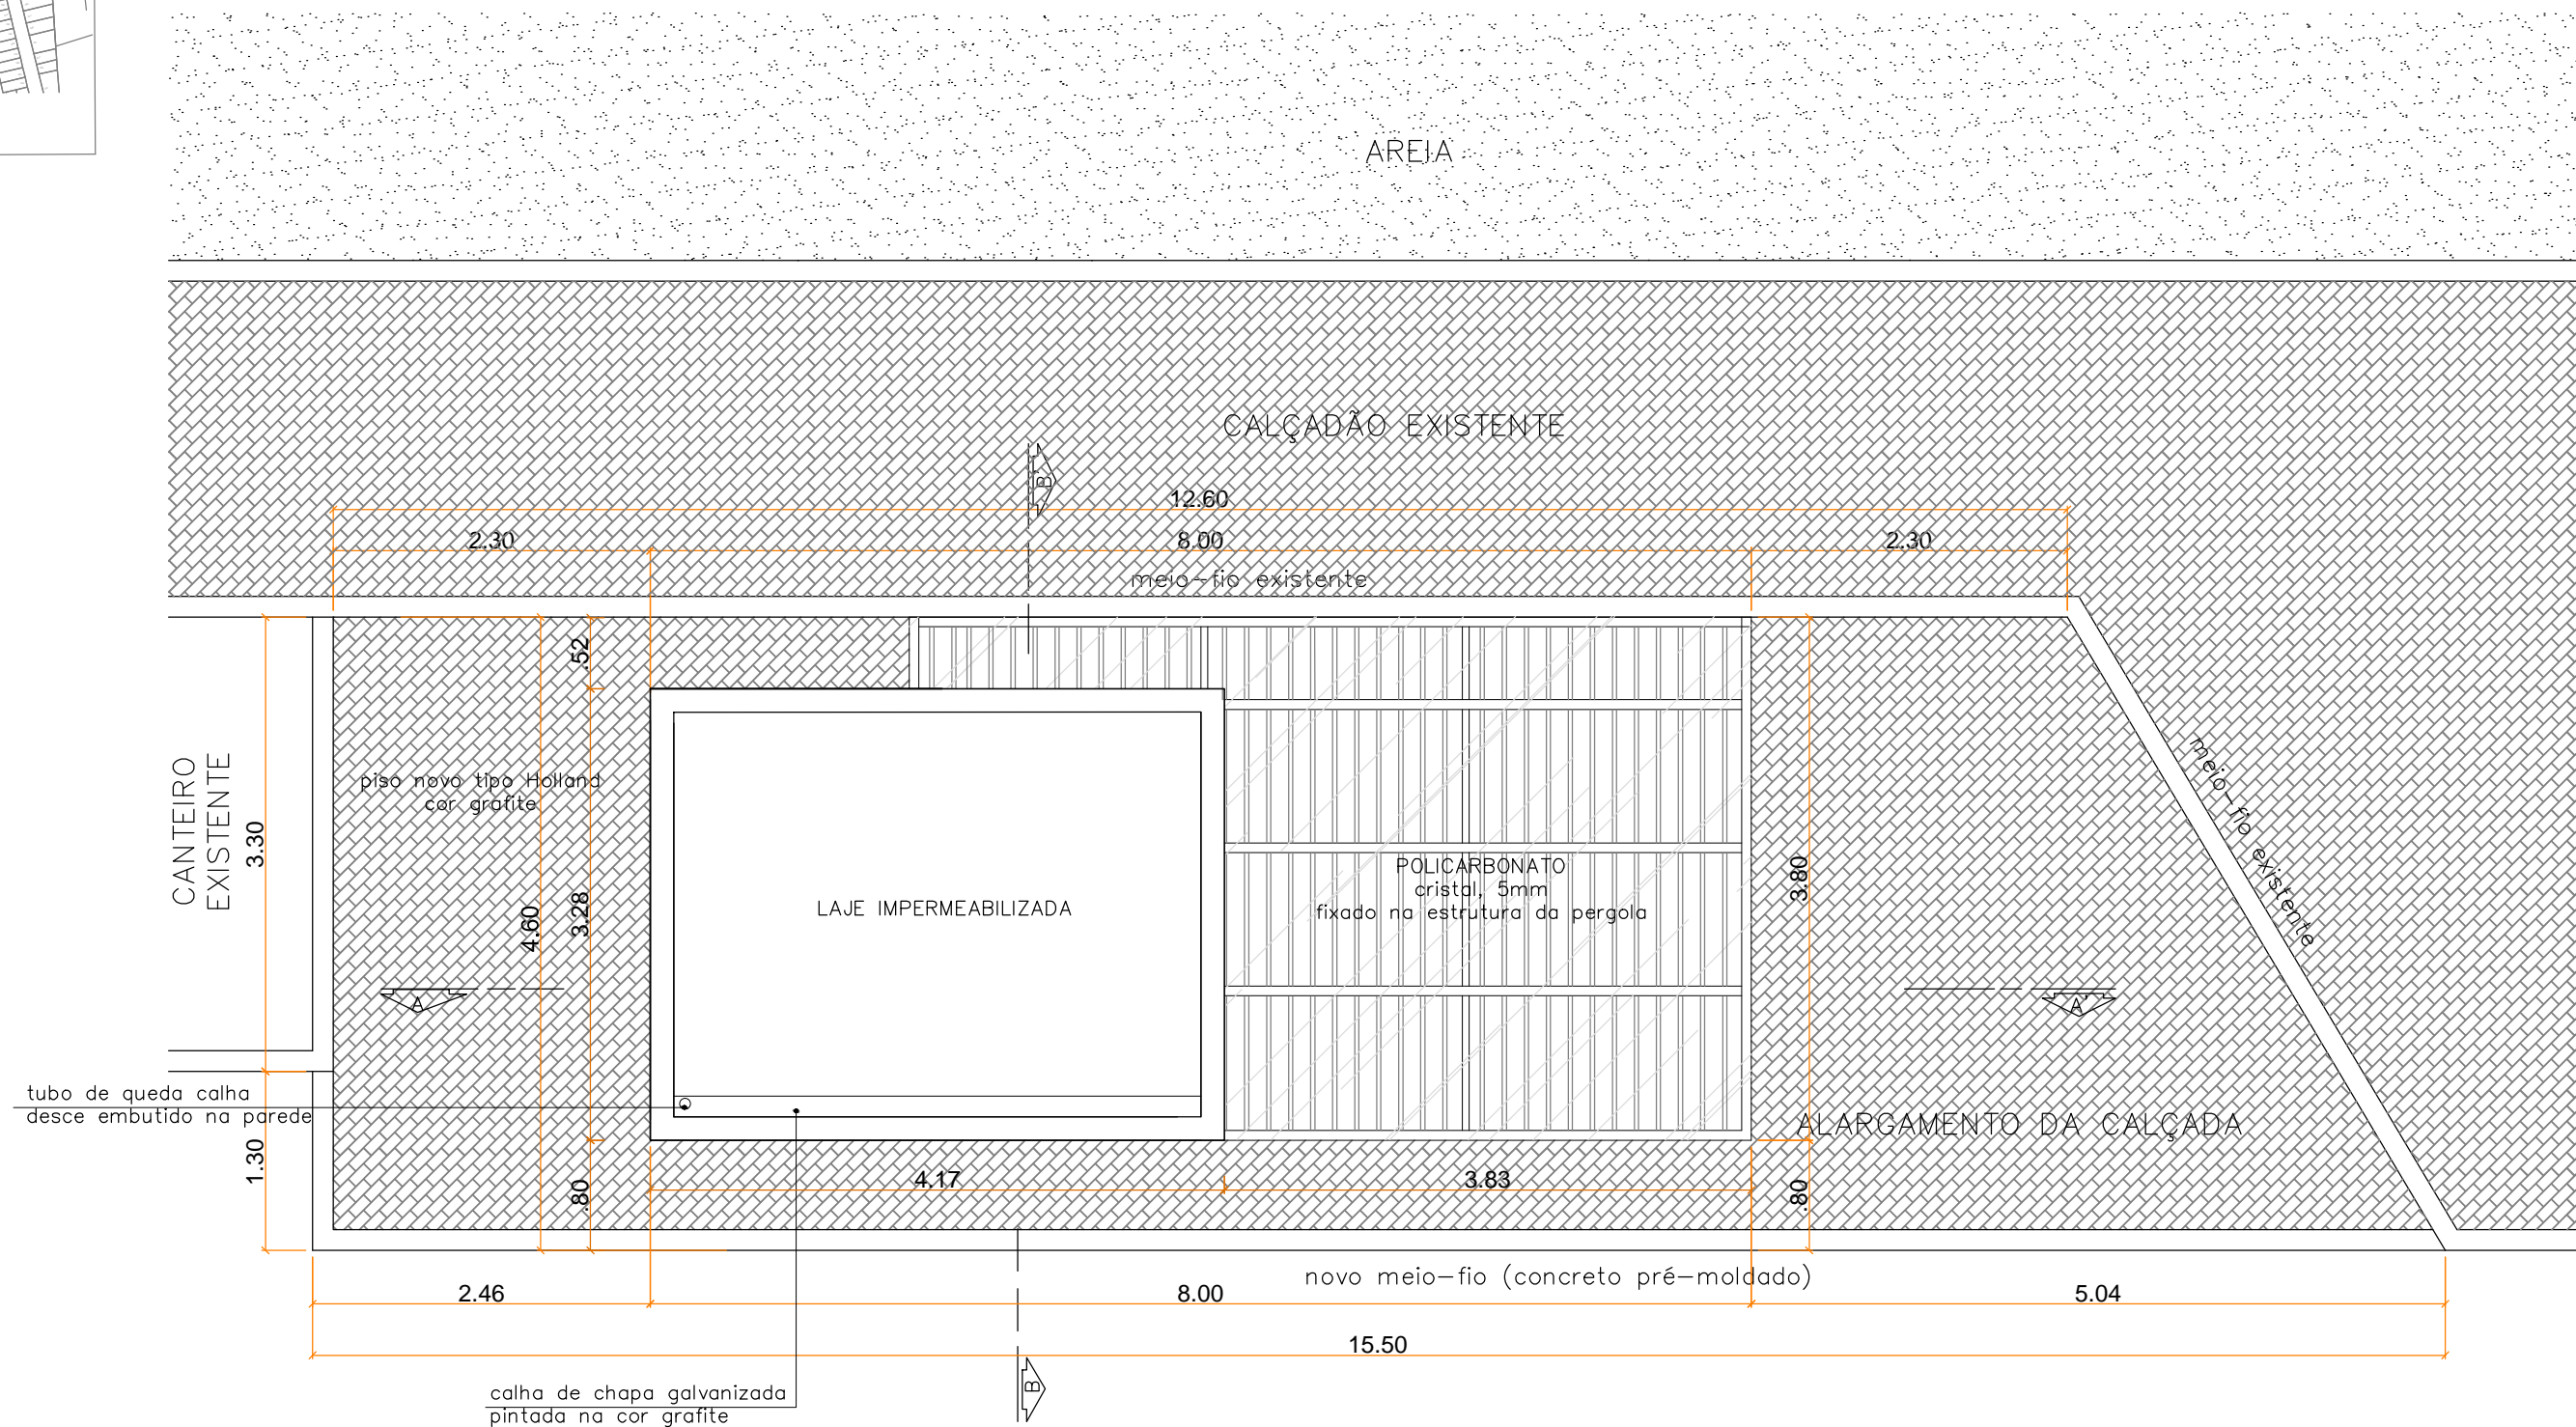 AREIA
CALÇADÃO EXISTENTE
B'
12.60
2.30
8.00
2.30
meio-fio existente
.52
CANTEIRO
EXISTENTE
3.30
piso novo tipo Holland
cor grafite
4.60
3.28
LAJE IMPERMEABILIZADA
POLICARBONATO
cristal, 5mm
fixado na estrutura da pergola
3.80
meio-fio existente
A
A'
tubo de queda calha
desce embutido na parede
1.30
.80
4.17
3.83
.80
ALARGAMENTO DA CALÇADA
novo meio-fio (concreto pré-moldado)
2.46
8.00
5.04
15.50
B
calha de chapa galvanizada
pintada na cor grafite